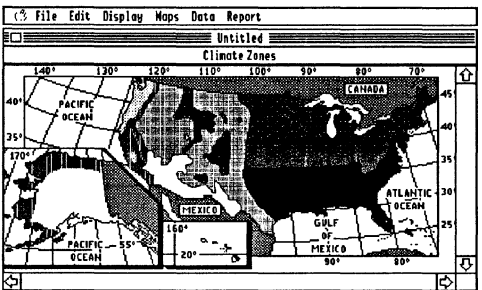 File Edit Display Maps Data Report
Untitled
Climate Zones
140° 130° 120° 110° 100° 90° 80° 70°
CANADA
45
40°
PACIFIC
OCEAN
40
35°
35
170°
30
ATLANTIC
OCEAN
MEXICO
GULF
OF
MEXICO
25
160°
PACIFIC
OCEAN
55°
20°
90° 80°